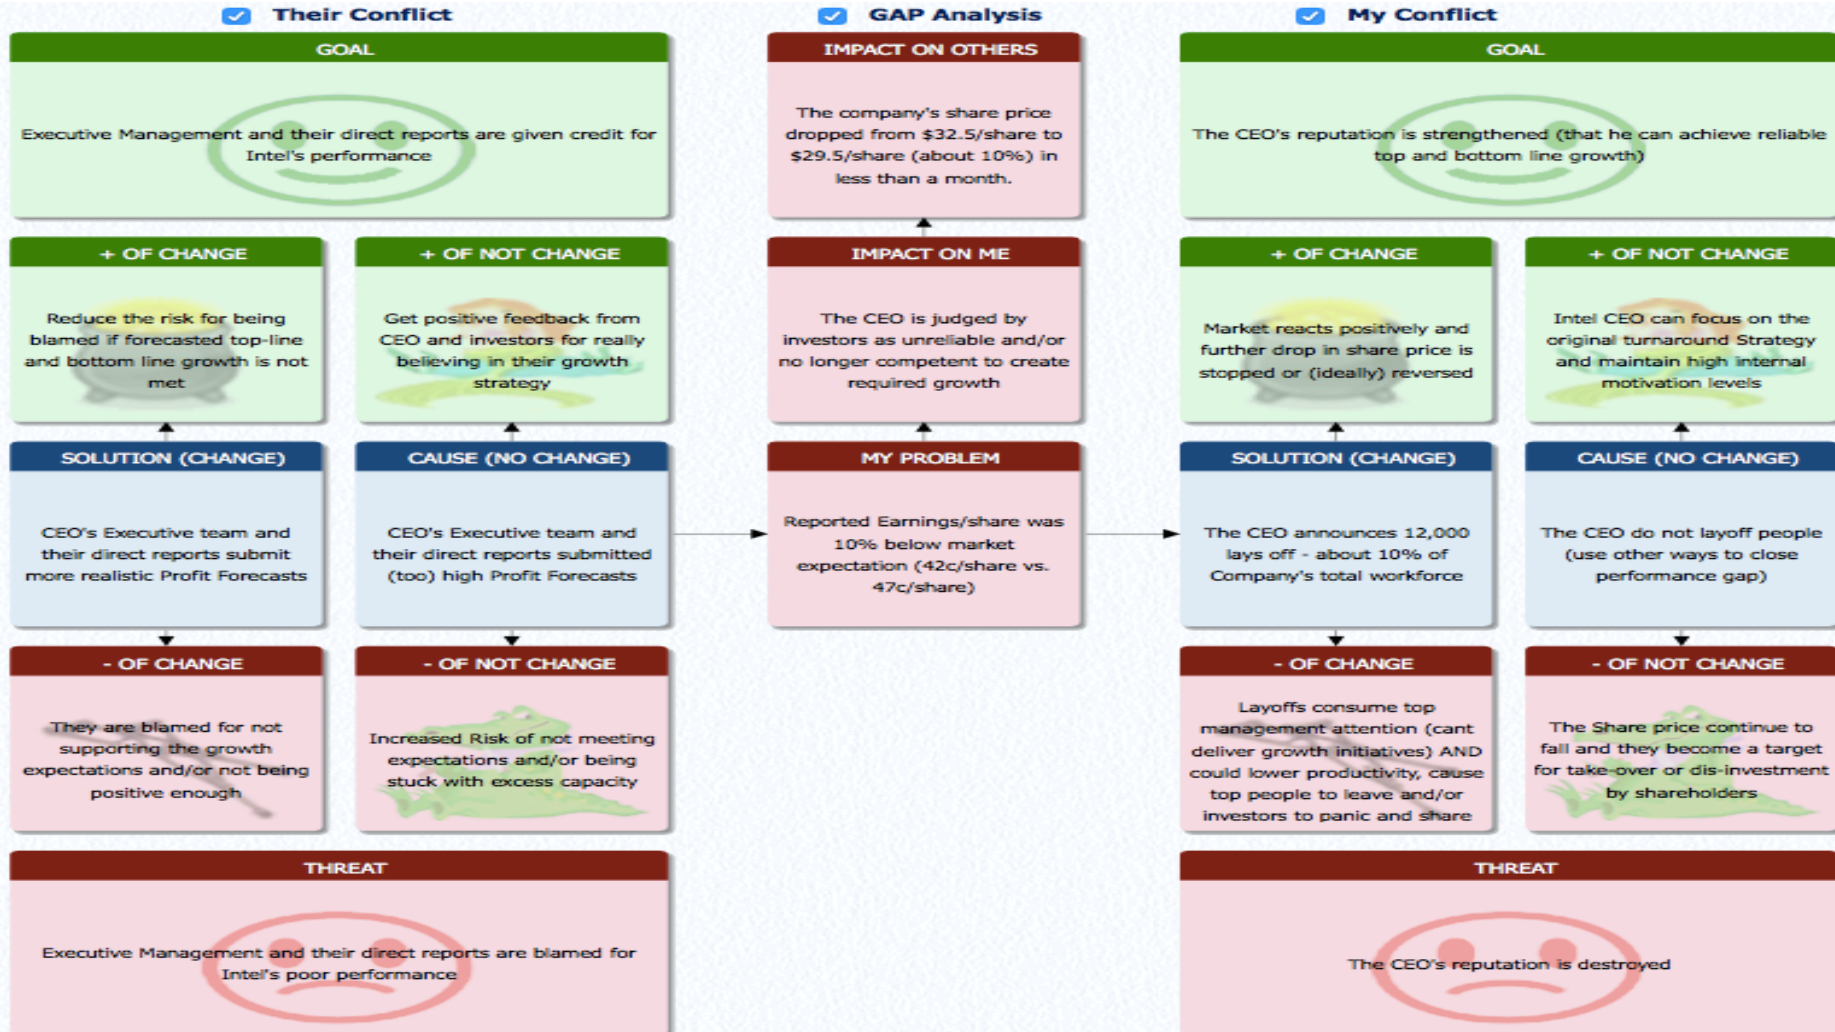 Their Conflict
GAP Analysis
My Conflict
GOAL
Executive Management and their direct reports are given credit for
Intel's performance
IMPACT ON OTHERS
The company's share price
dropped from $32.5/share to
$29.5/share (about 10%) in
less than a month.
GOAL
The CEO's reputation is strengthened (that he can achieve reliable
top and bottom line growth)
+ OF CHANGE
Reduce the risk for being
blamed if forecasted top-line
and bottom line growth is not
met
+ OF NOT CHANGE
Get positive feedback from
CEO and investors for really
believing in their growth
strategy
IMPACT ON ME
The CEO is judged by
investors as unreliable and/or
no longer competent to create
required growth
+ OF CHANGE
Market reacts positively and
further drop in share price is
stopped or (ideally) reversed
+ OF NOT CHANGE
Intel CEO can focus on the
original turnaround Strategy
and maintain high internal
motivation levels
SOLUTION (CHANGE)
CEO's Executive team and
their direct reports submit
more realistic Profit Forecasts
CAUSE (NO CHANGE)
CEO's Executive team and
their direct reports submitted
(too) high Profit Forecasts
MY PROBLEM
Reported Earnings/share was
10% below market
expectation (42c/share vs.
47c/share)
SOLUTION (CHANGE)
The CEO announces 12,000
lays off - about 10% of
Company's total workforce
CAUSE (NO CHANGE)
The CEO do not layoff people
(use other ways to close
performance gap)
- OF CHANGE
They are blamed for not
supporting the growth
expectations and/or not being
positive enough
- OF NOT CHANGE
Increased Risk of not meeting
expectations and/or being
stuck with excess capacity
- OF CHANGE
Layoffs consume top
management attention (cant
deliver growth initiatives) AND
could lower productivity, cause
top people to leave and/or
investors to panic and share
- OF NOT CHANGE
The Share price continue to
fall and they become a target
for take-over or dis-investment
by shareholders
THREAT
Executive Management and their direct reports are blamed for
Intel's poor performance
THREAT
The CEO's reputation is destroyed